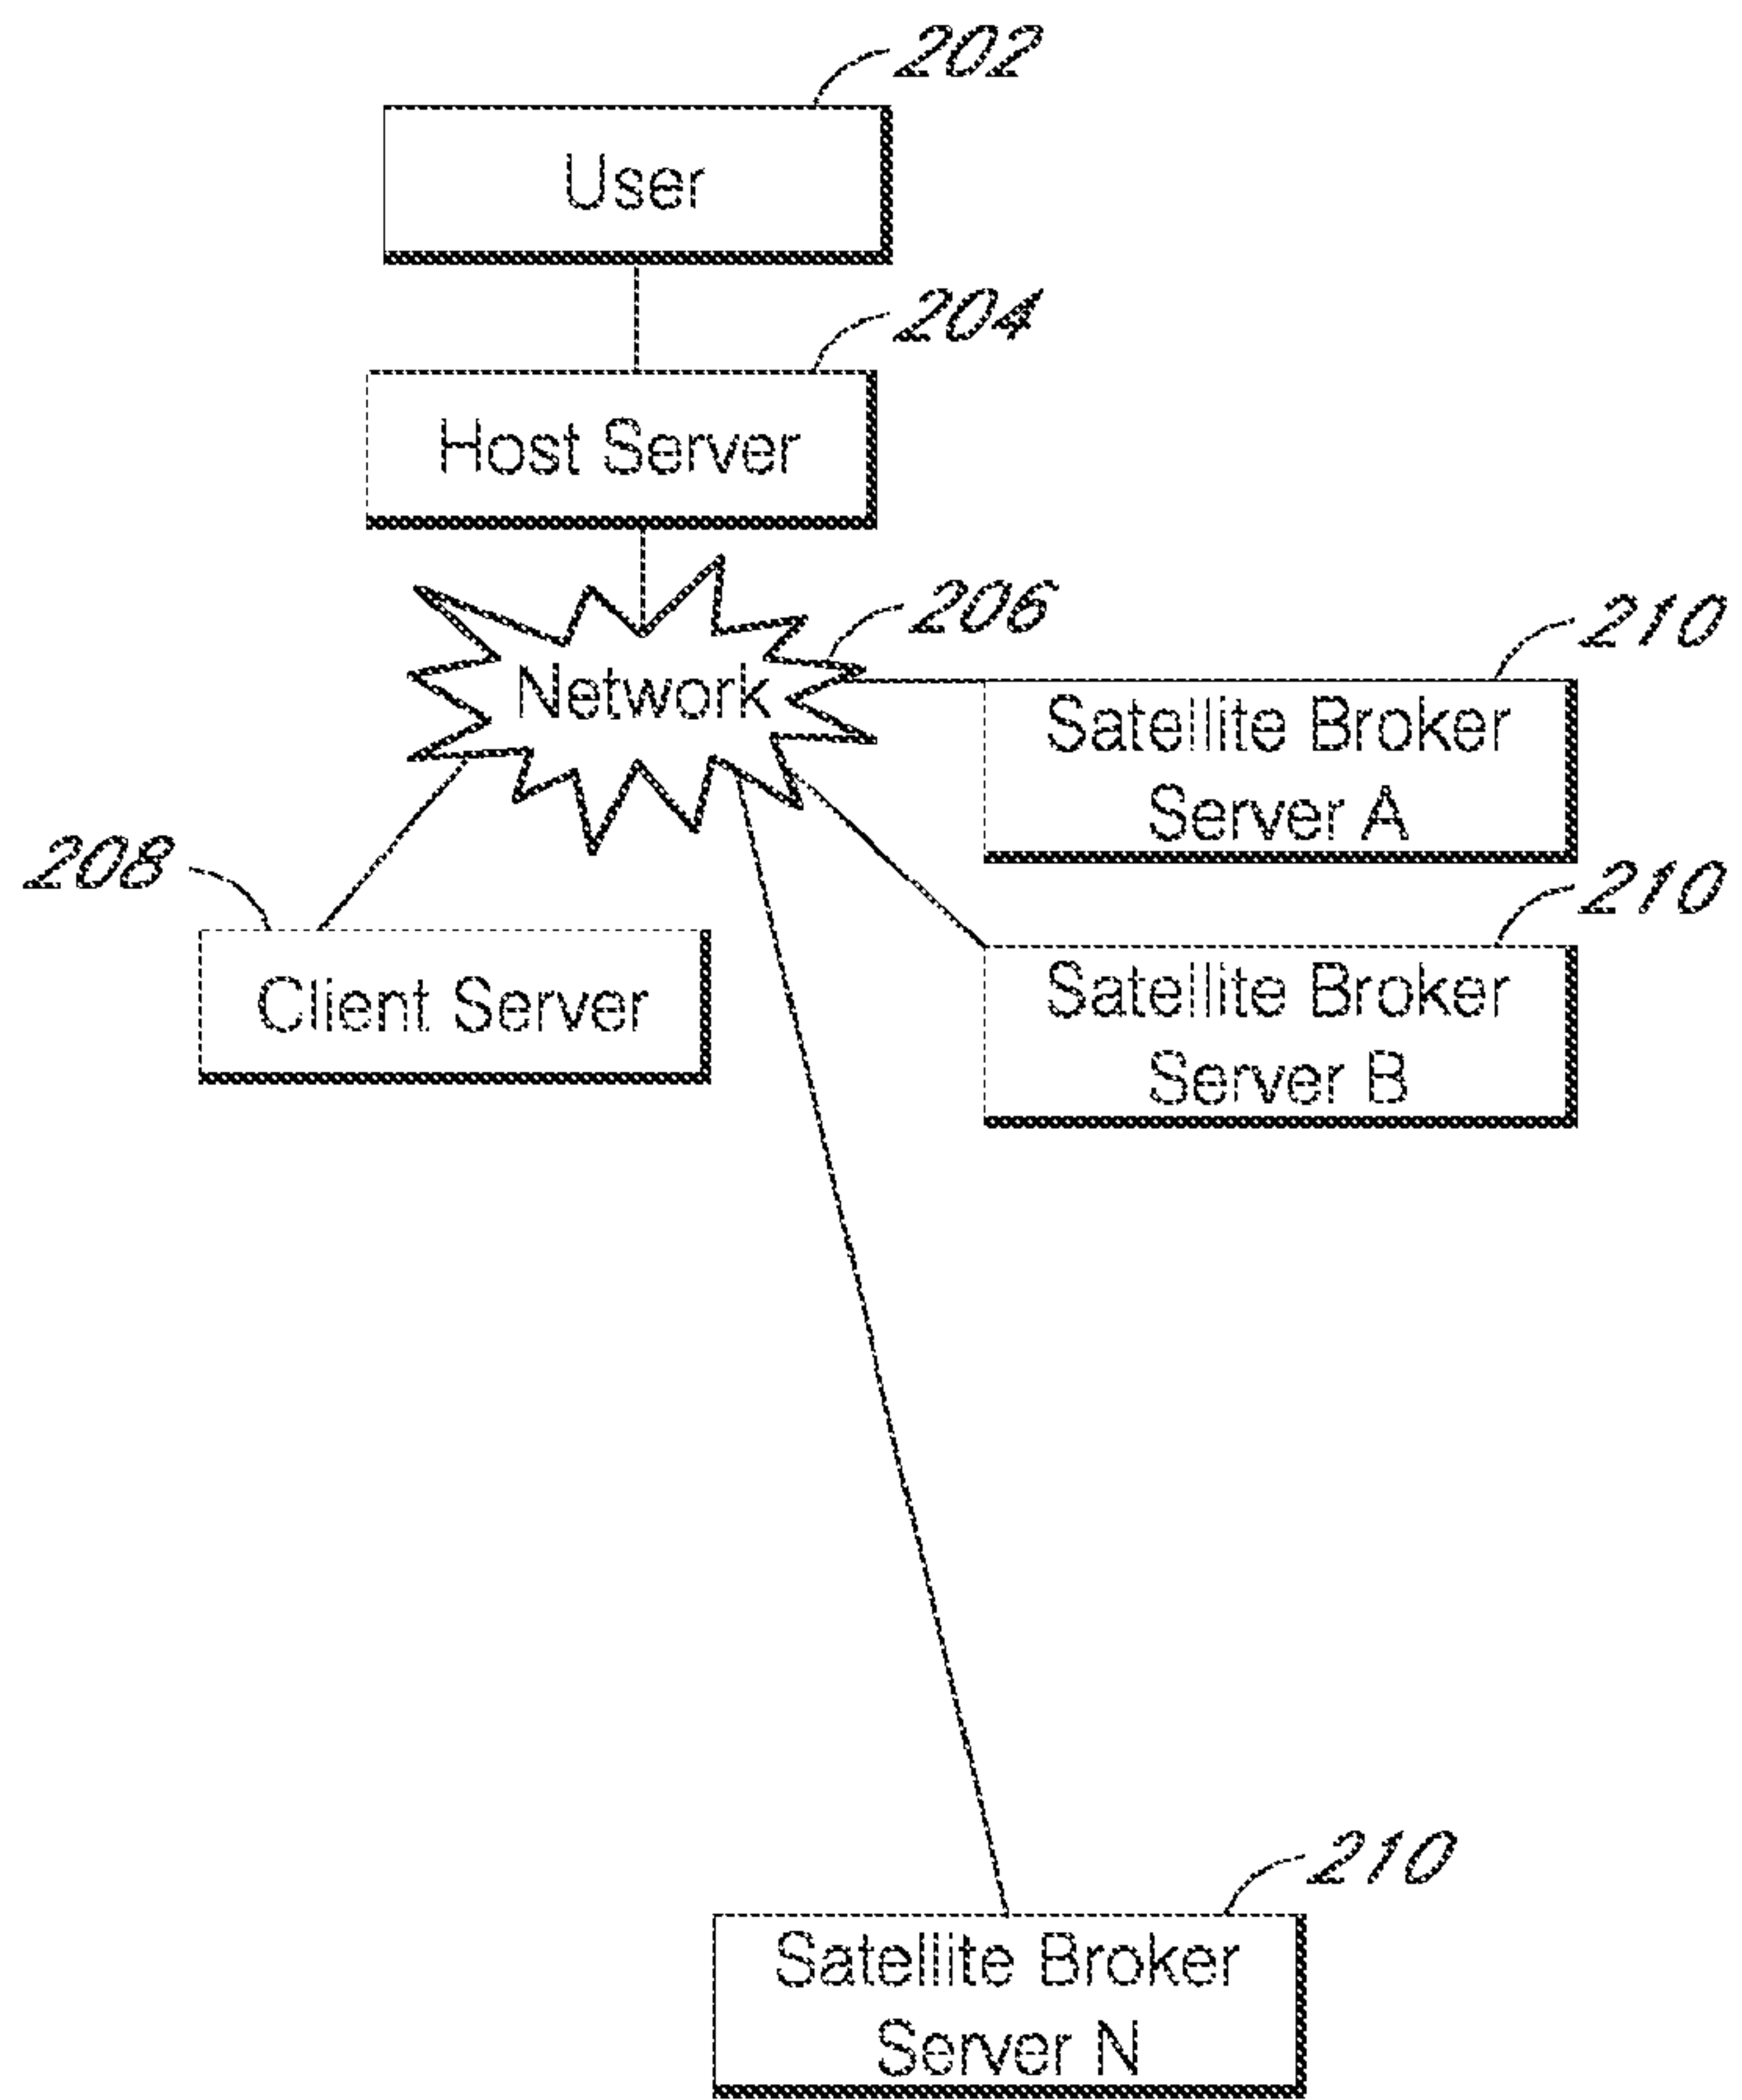 202
User
204
Host Server
206
Network
210
Satellite Broker
Server A
208
Client Server
210
Satellite Broker
Server B
210
Satellite Broker
Server N